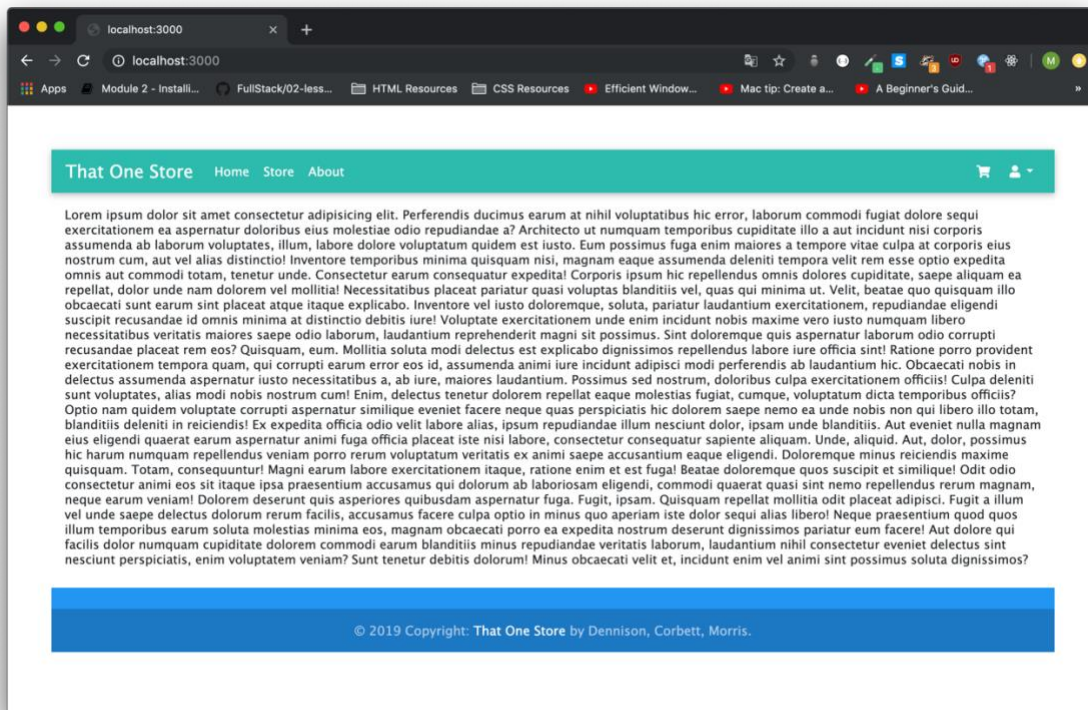 localhost:3000
localhost:3000
Apps Module 2 - Installi... FullStack/02-less... HTML Resources CSS Resources Efficient Window... Mac tip: Create a... A Beginner's Guid... »
That One Store Home Store About
Lorem ipsum dolor sit amet consectetur adipisicing elit. Perferendis ducimus earum at nihil voluptatibus hic error, laborum commodi fugiat dolore sequi
exercitationem ea aspernatur doloribus eius molestiae odio repudiandae a? Architecto ut numquam temporibus cupiditate illo a aut incidunt nisi corporis
assumenda ab laborum voluptates, illum, labore dolore voluptatum quidem est iusto. Eum possimus fuga enim maiores a tempore vitae culpa at corporis eius
nostrum cum, aut vel alias distinctio! Inventore temporibus minima quisquam nisi, magnam eaque assumenda deleniti tempora velit rem esse optio expedita
omnis aut commodi totam, tenetur unde. Consectetur earum consequatur expedita! Corporis ipsum hic repellendus omnis dolores cupiditate, saepe aliquam ea
repellat, dolor unde nam dolorem vel mollitia! Necessitatibus placeat pariatur quasi voluptas blanditiis vel, quas qui minima ut. Velit, beatae quo quisquam illo
obcaecati sunt earum sint placeat atque itaque explicabo. Inventore vel iusto doloremque, soluta, pariatur laudantium exercitationem, repudiandae eligendi
suscipit recusandae id omnis minima at distinctio debitis iure! Voluptate exercitationem unde enim incidunt nobis maxime vero iusto numquam libero
necessitatibus veritatis maiores saepe odio laborum, laudantium reprehenderit magni sit possimus. Sint doloremque quis aspernatur laborum odio corrupti
recusandae placeat rem eos? Quisquam, eum. Mollitia soluta modi delectus est explicabo dignissimos repellendus labore iure officia sint! Ratione porro provident
exercitationem tempora quam, qui corrupti earum error eos id, assumenda animi iure incidunt adipisci modi perferendis ab laudantium hic. Obcaecati nobis in
delectus assumenda aspernatur iusto necessitatibus a, ab iure, maiores laudantium. Possimus sed nostrum, doloribus culpa exercitationem officiis! Culpa deleniti
sunt voluptates, alias modi nobis nostrum cum! Enim, delectus tenetur dolorem repellat eaque molestias fugiat, cumque, voluptatum dicta temporibus officiis?
Optio nam quidem voluptate corrupti aspernatur similique eveniet facere neque quas perspiciatis hic dolorem saepe nemo ea unde nobis non qui libero illo totam,
blanditiis deleniti in reiciendis! Ex expedita officia odio velit labore alias, ipsum repudiandae illum nesciunt dolor, ipsam unde blanditiis. Aut eveniet nulla magnam
eius eligendi quaerat earum aspernatur animi fuga officia placeat iste nisi labore, consectetur consequatur sapiente aliquam. Unde, aliquid. Aut, dolor, possimus
hic harum numquam repellendus veniam porro rerum voluptatum veritatis ex animi saepe accusantium eaque eligendi. Doloremque minus reiciendis maxime
quisquam. Totam, consequuntur! Magni earum labore exercitationem itaque, ratione enim et est fuga! Beatae doloremque quos suscipit et similique! Odit odio
consectetur animi eos sit itaque ipsa praesentium accusamus qui dolorum ab laboriosam eligendi, commodi quaerat quasi sint nemo repellendus rerum magnam,
neque earum veniam! Dolorem deserunt quis asperiores quibusdam aspernatur fuga. Fugit, ipsam. Quisquam repellat mollitia odit placeat adipisci. Fugit a illum
vel unde saepe delectus dolorum rerum facilis, accusamus facere culpa optio in minus quo aperiam iste dolor sequi alias libero! Neque praesentium quod quos
illum temporibus earum soluta molestias minima eos, magnam obcaecati porro ea expedita nostrum deserunt dignissimos pariatur eum facere! Aut dolore qui
facilis dolor numquam cupiditate dolorem commodi earum blanditiis minus repudiandae veritatis laborum, laudantium nihil consectetur eveniet delectus sint
nesciunt perspiciatis, enim voluptatem veniam? Sunt tenetur debitis dolorum! Minus obcaecati velit et, incidunt enim vel animi sint possimus soluta dignissimos?
© 2019 Copyright: That One Store by Dennison, Corbett, Morris.